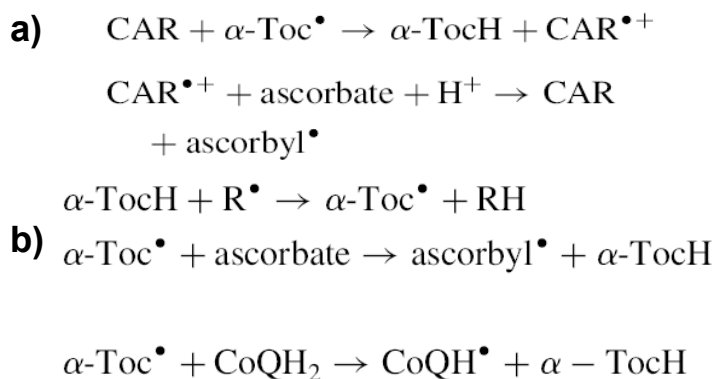 a) CAR + α-Toc• → α-TocH + CAR•+
CAR•+ + ascorbate + H+ → CAR
+ ascorbyl•
α-TocH + R• → α-Toc• + RH
b) α-Toc• + ascorbate → ascorbyl• + α-TocH
α-Toc• + CoQH₂ → CoQH• + α − TocH